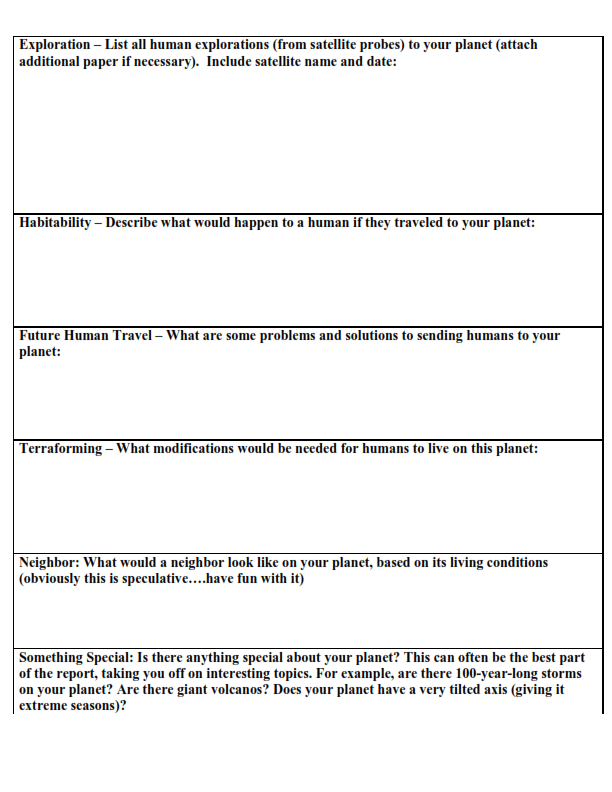 Exploration – List all human explorations (from satellite probes) to your planet (attach
additional paper if necessary).  Include satellite name and date:
Habitability – Describe what would happen to a human if they traveled to your planet:
Future Human Travel – What are some problems and solutions to sending humans to your
planet:
Terraforming – What modifications would be needed for humans to live on this planet:
Neighbor: What would a neighbor look like on your planet, based on its living conditions
(obviously this is speculative….have fun with it)
Something Special: Is there anything special about your planet? This can often be the best part
of the report, taking you off on interesting topics. For example, are there 100-year-long storms
on your planet? Are there giant volcanos? Does your planet have a very tilted axis (giving it
extreme seasons)?